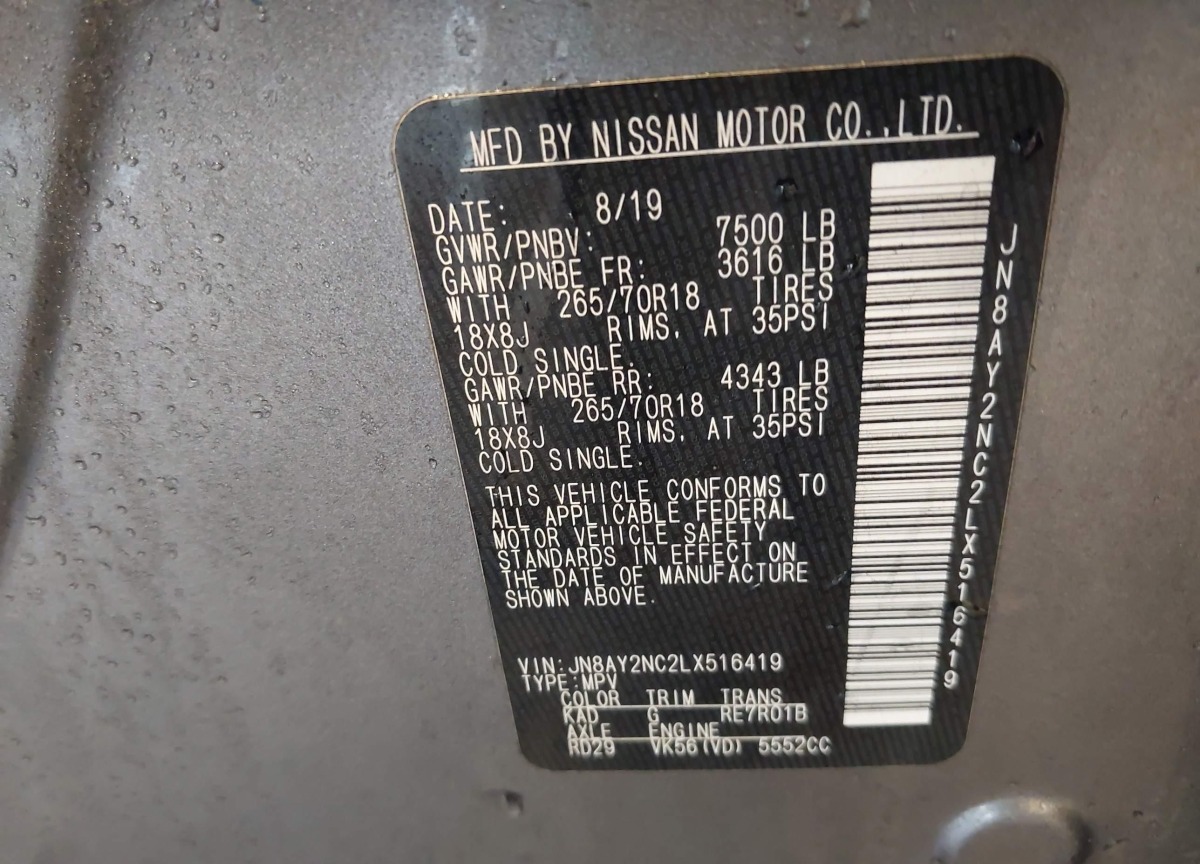 MFD BY NISSAN MOTOR CO.,LTD.
DATE: 8/19
GVWR/PNBV: 7500 LB
GAWR/PNBE FR: 3616 LB
WITH 265/70R18 TIRES
18X8J RIMS, AT 35PSI
COLD SINGLE.
GAWR/PNBE RR: 4343 LB
WITH 265/70R18 TIRES
18X8J RIMS, AT 35PSI
COLD SINGLE.
THIS VEHICLE CONFORMS TO
ALL APPLICABLE FEDERAL
MOTOR VEHICLE SAFETY
STANDARDS IN EFFECT ON
THE DATE OF MANUFACTURE
SHOWN ABOVE.
VIN:JN8AY2NC2LX516419
TYPE:MPV
COLOR TRIM TRANS
KAD G RE7R01B
AXLE ENGINE
RD29 VK56(VD) 5552CC
JN8AY2NC2LX516419